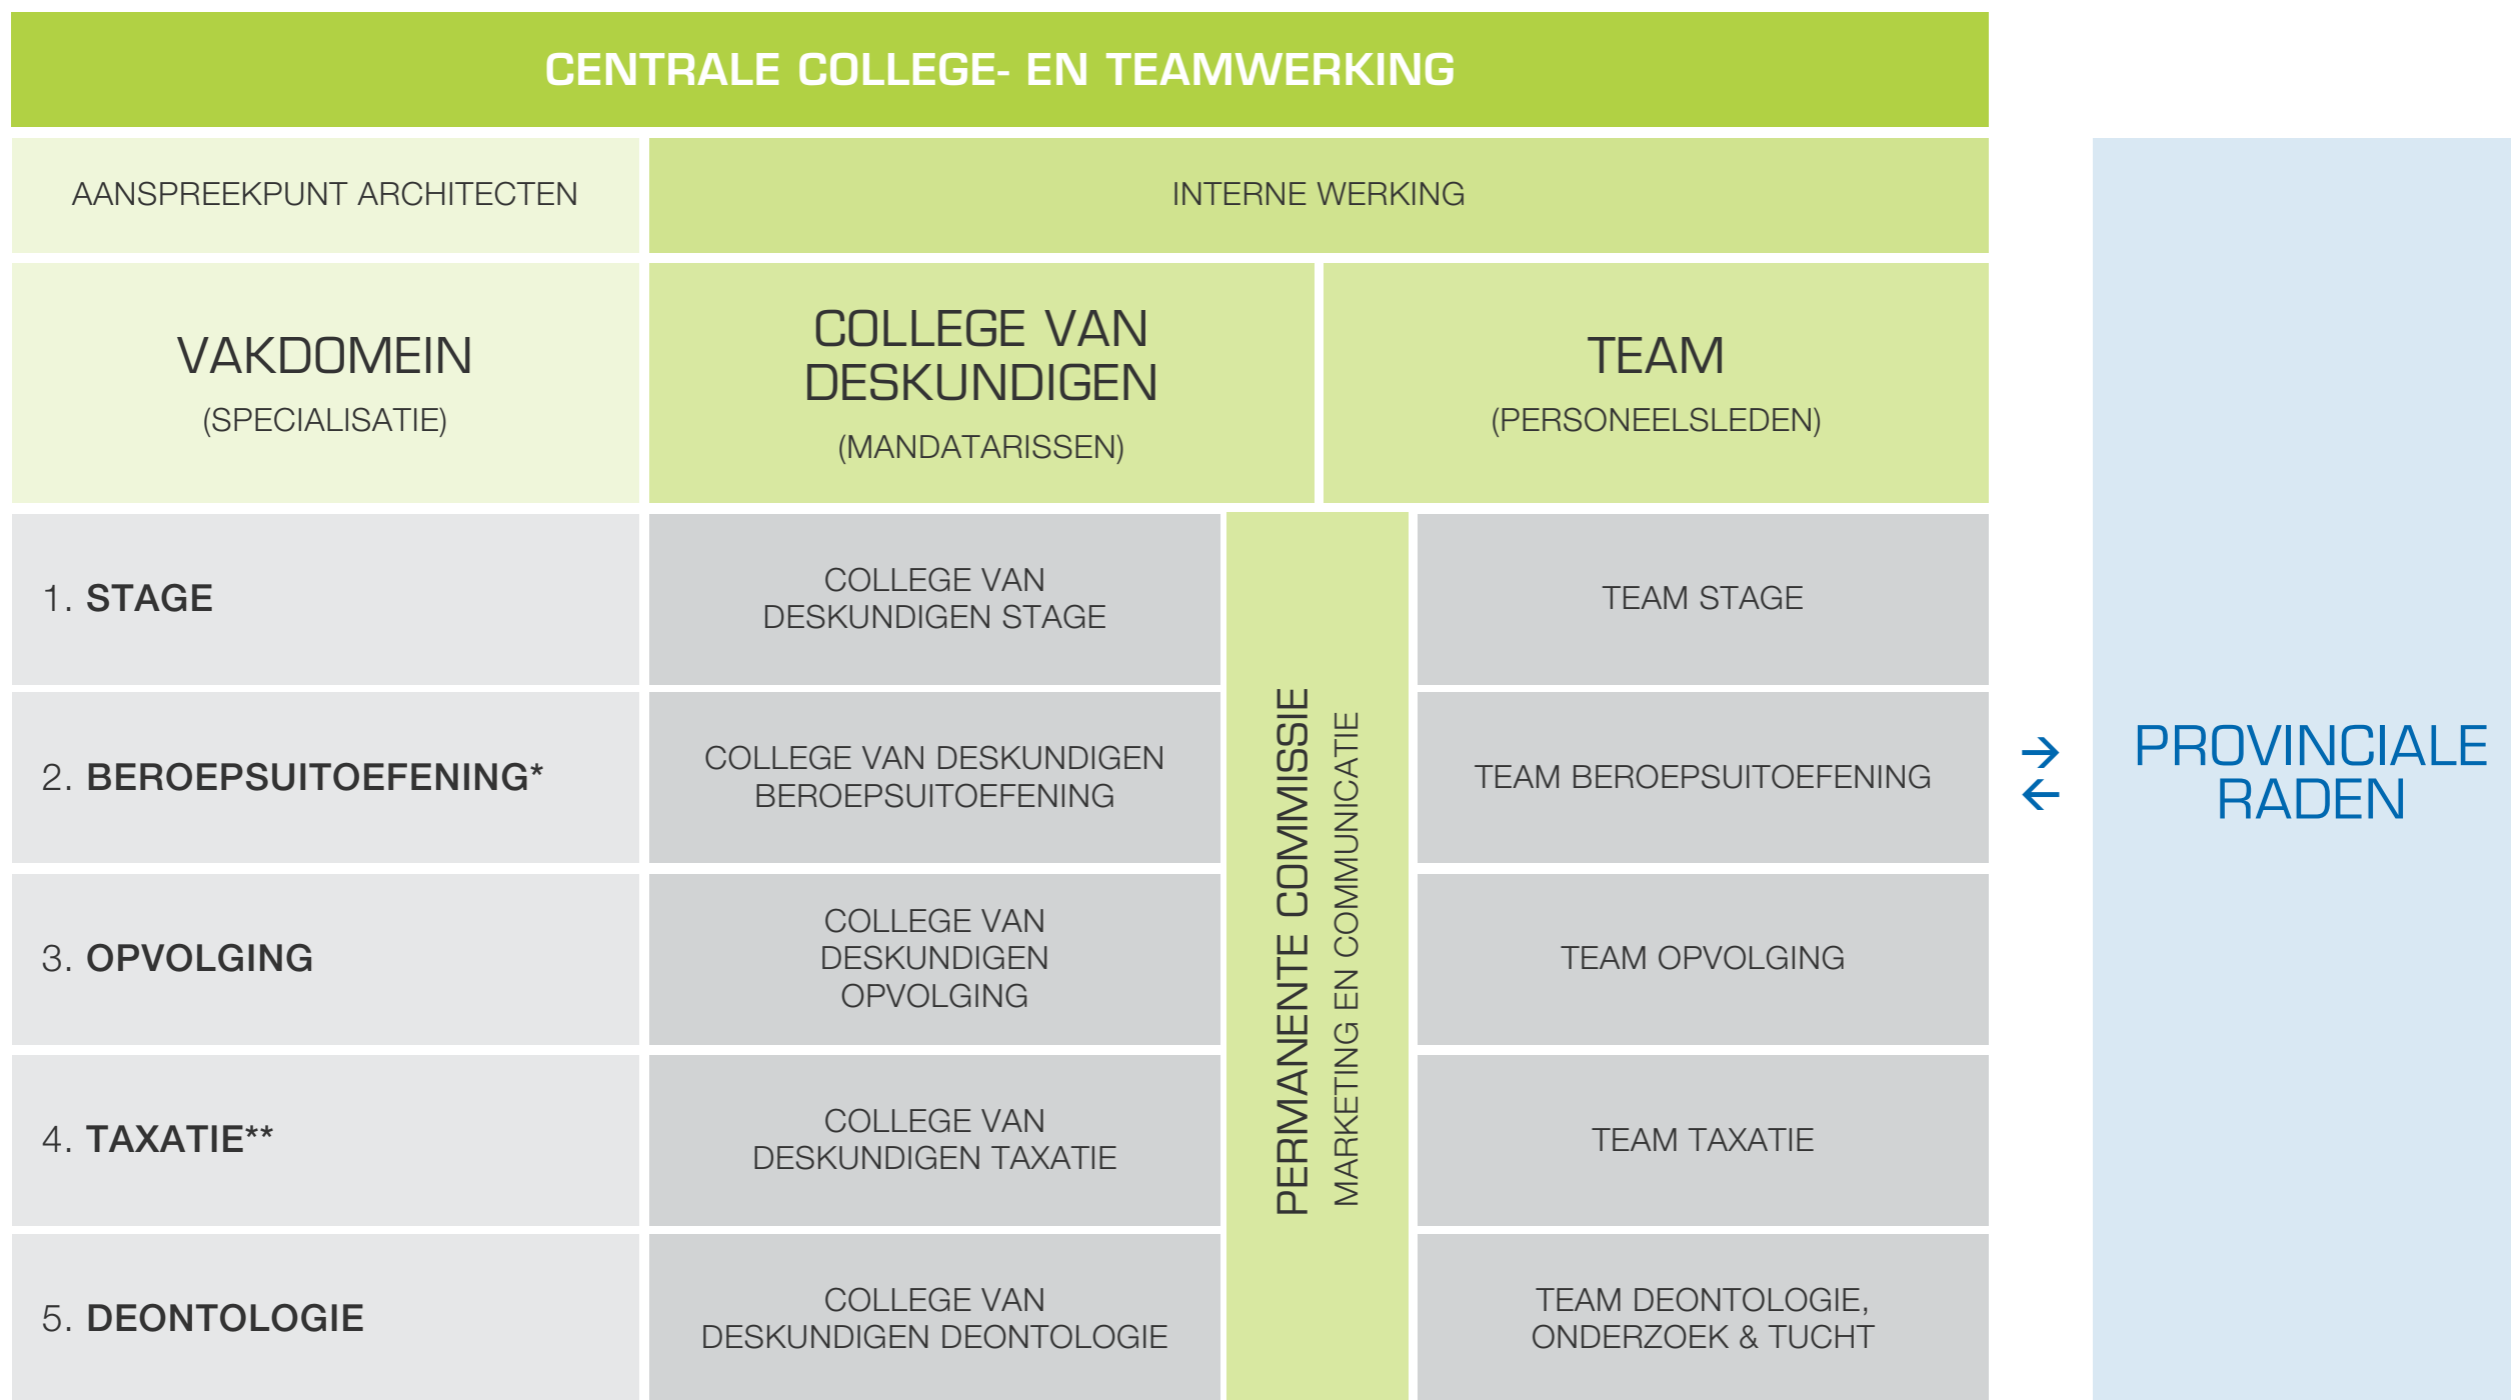 CENTRALE COLLEGE- EN TEAMWERKING
AANSPREEKPUNT ARCHITECTEN
INTERNE WERKING
VAKDOMEIN
(SPECIALISATIE)
COLLEGE VAN
DESKUNDIGEN
(MANDATARISSEN)
TEAM
(PERSONEELSLEDEN)
1. STAGE
COLLEGE VAN
DESKUNDIGEN STAGE
TEAM STAGE
2. BEROEPSUITOEFENING*
COLLEGE VAN DESKUNDIGEN
BEROEPSUITOEFENING
TEAM BEROEPSUITOEFENING
3. OPVOLGING
COLLEGE VAN
DESKUNDIGEN
OPVOLGING
TEAM OPVOLGING
4. TAXATIE**
COLLEGE VAN
DESKUNDIGEN TAXATIE
TEAM TAXATIE
5. DEONTOLOGIE
COLLEGE VAN
DESKUNDIGEN DEONTOLOGIE
TEAM DEONTOLOGIE,
ONDERZOEK & TUCHT
PERMANENTE COMMISSIE
MARKETING EN COMMUNICATIE
→
←
PROVINCIALE
RADEN